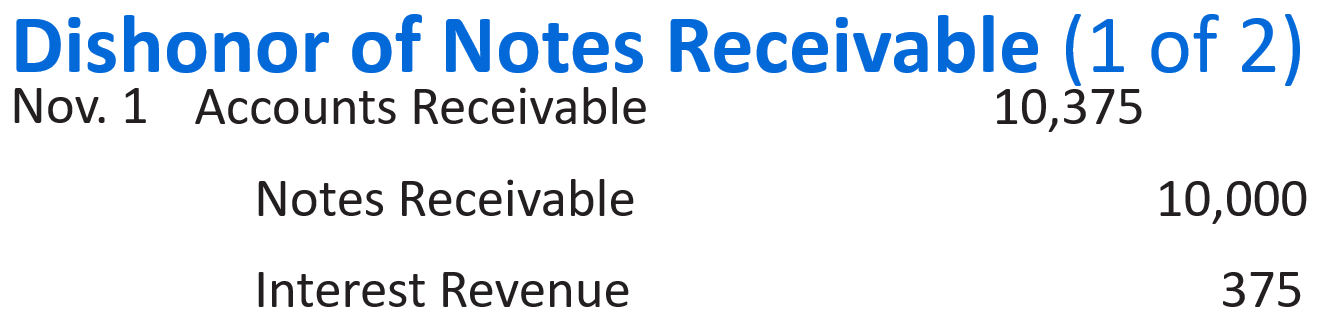 Dishonor of Notes Receivable (1 of 2)
Nov. 1 Accounts Receivable 10,375
Notes Receivable 10,000
Interest Revenue 375